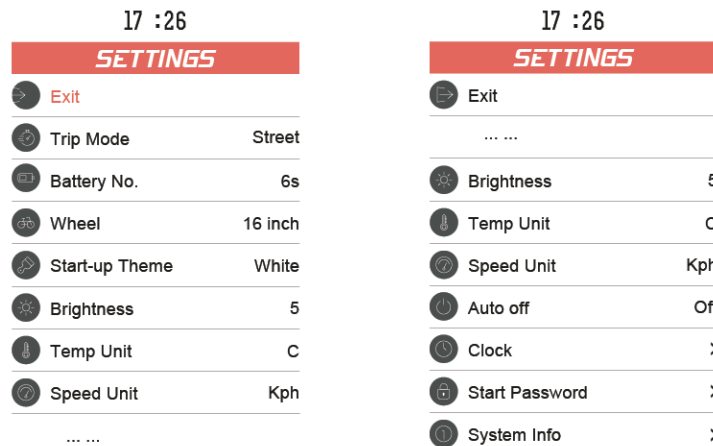 17 :26
SETTINGS
Exit
Trip Mode Street
Battery No. 6s
Wheel 16 inch
Start-up Theme White
Brightness 5
Temp Unit C
Speed Unit Kph
... ...
17 :26
SETTINGS
Exit
... ...
Brightness 5
Temp Unit C
Speed Unit Kph
Auto off
Clock
Start Password
System Info